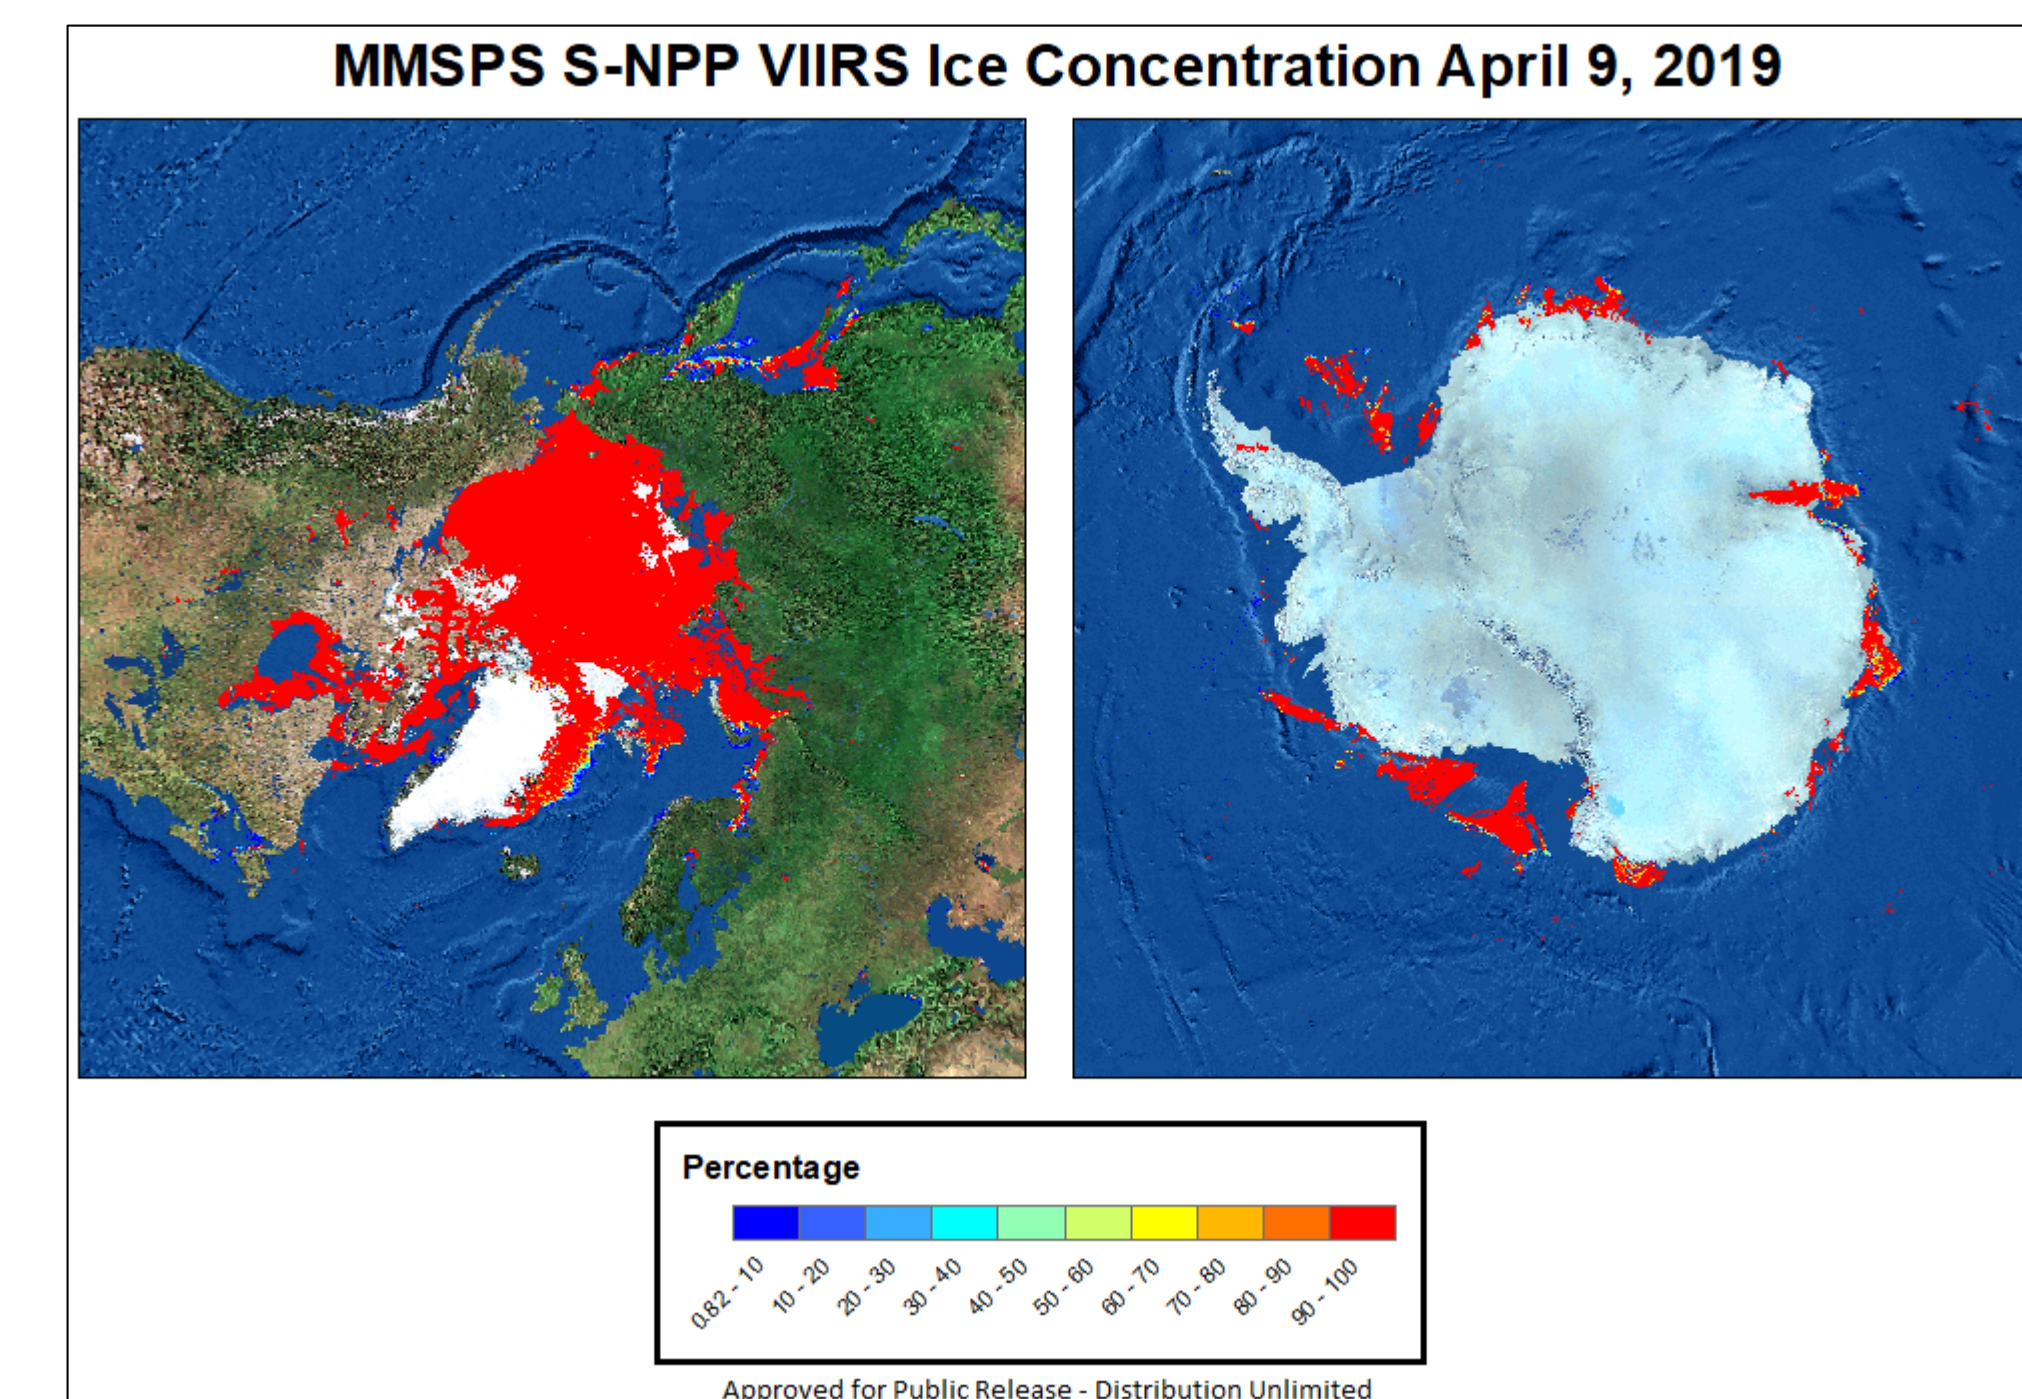 MMSPS S-NPP VIIRS Ice Concentration April 9, 2019
Percentage
0.82 - 10
10 - 20
20 - 30
30 - 40
40 - 50
50 - 60
60 - 70
70 - 80
80 - 90
90 - 100
Approved for Public Release - Distribution Unlimited